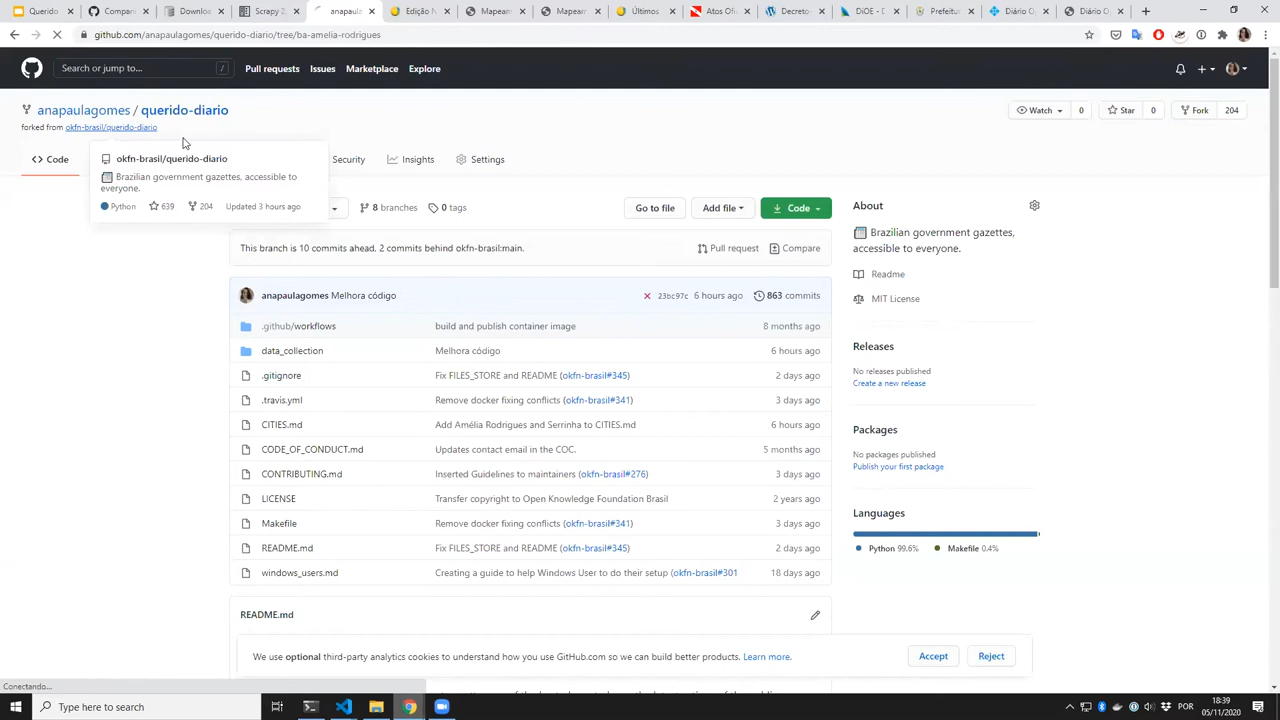 Querido
Compan
Downloa
Scrapy 2.
anapaula
Edição N
Mapeam
Mapearm
Últimos
Atos Ofic
Decreto-
DiOE - D
Prefeitur
Diário O
Diário O
github.com/anapaulagomes/querido-diario/tree/ba-amelia-rodrigues
Search or jump to...
/
Pull requests
Issues
Marketplace
Explore
anapaulagomes / querido-diario
Watch
0
Star
0
Fork
204
forked from okfn-brasil/querido-diario
Code
Security
Insights
Settings
okfn-brasil/querido-diario
Brazilian government gazettes, accessible to
everyone.
Python
639
204
Updated 3 hours ago
8 branches
0 tags
Go to file
Add file
Code
This branch is 10 commits ahead, 2 commits behind okfn-brasil:main.
Pull request
Compare
anapaulagomes Melhora código
23bc97c
6 hours ago
863 commits
.github/workflows
build and publish container image
8 months ago
data_collection
Melhora código
6 hours ago
.gitignore
Fix FILES_STORE and README (okfn-brasil#345)
2 days ago
.travis.yml
Remove docker fixing conflicts (okfn-brasil#341)
3 days ago
CITIES.md
Add Amélia Rodrigues and Serrinha to CITIES.md
6 hours ago
CODE_OF_CONDUCT.md
Updates contact email in the COC.
5 months ago
CONTRIBUTING.md
Inserted Guidelines to maintainers (okfn-brasil#276)
3 days ago
LICENSE
Transfer copyright to Open Knowledge Foundation Brasil
2 years ago
Makefile
Remove docker fixing conflicts (okfn-brasil#341)
3 days ago
README.md
Fix FILES_STORE and README (okfn-brasil#345)
2 days ago
windows_users.md
Creating a guide to help Windows User to do their setup (okfn-brasil#301
18 days ago
README.md
About
Brazilian government gazettes,
accessible to everyone.
Readme
MIT License
Releases
No releases published
Create a new release
Packages
No packages published
Publish your first package
Languages
Python 99.6%
Makefile 0.4%
We use optional third-party analytics cookies to understand how you use GitHub.com so we can build better products. Learn more.
Accept
Reject
Conectando...
Type here to search
POR
18:39
05/11/2020